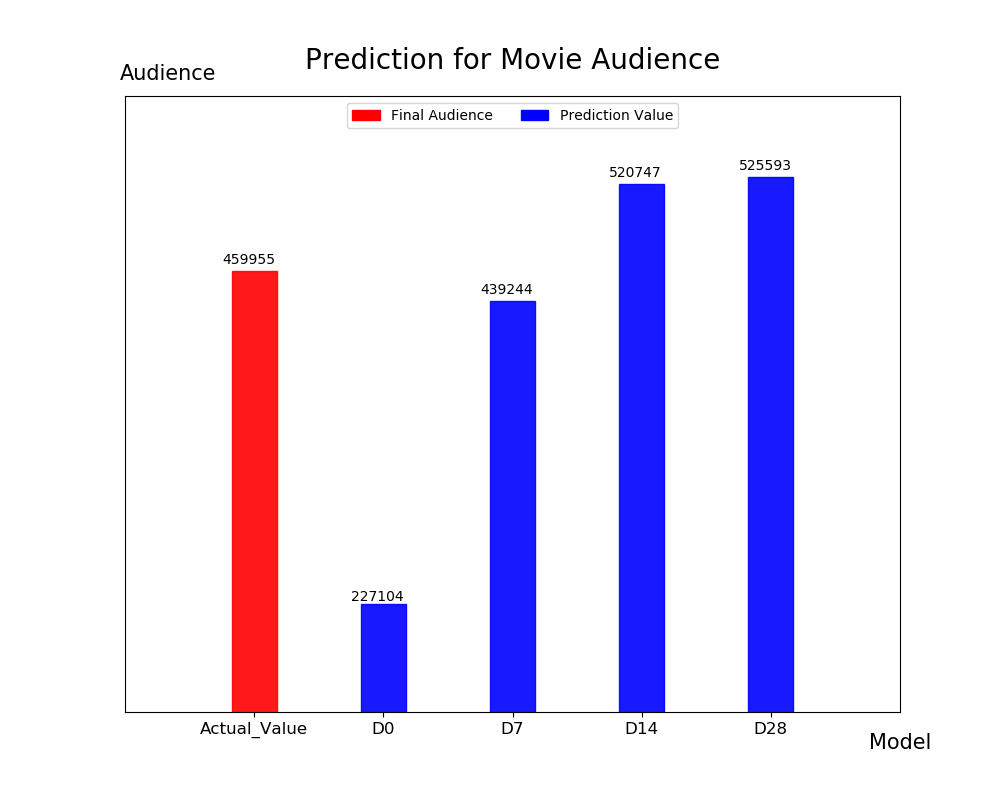 Prediction for Movie Audience
Audience
Final Audience
Prediction Value
459955
227104
439244
520747
525593
Actual_Value
D0
D7
D14
D28
Model